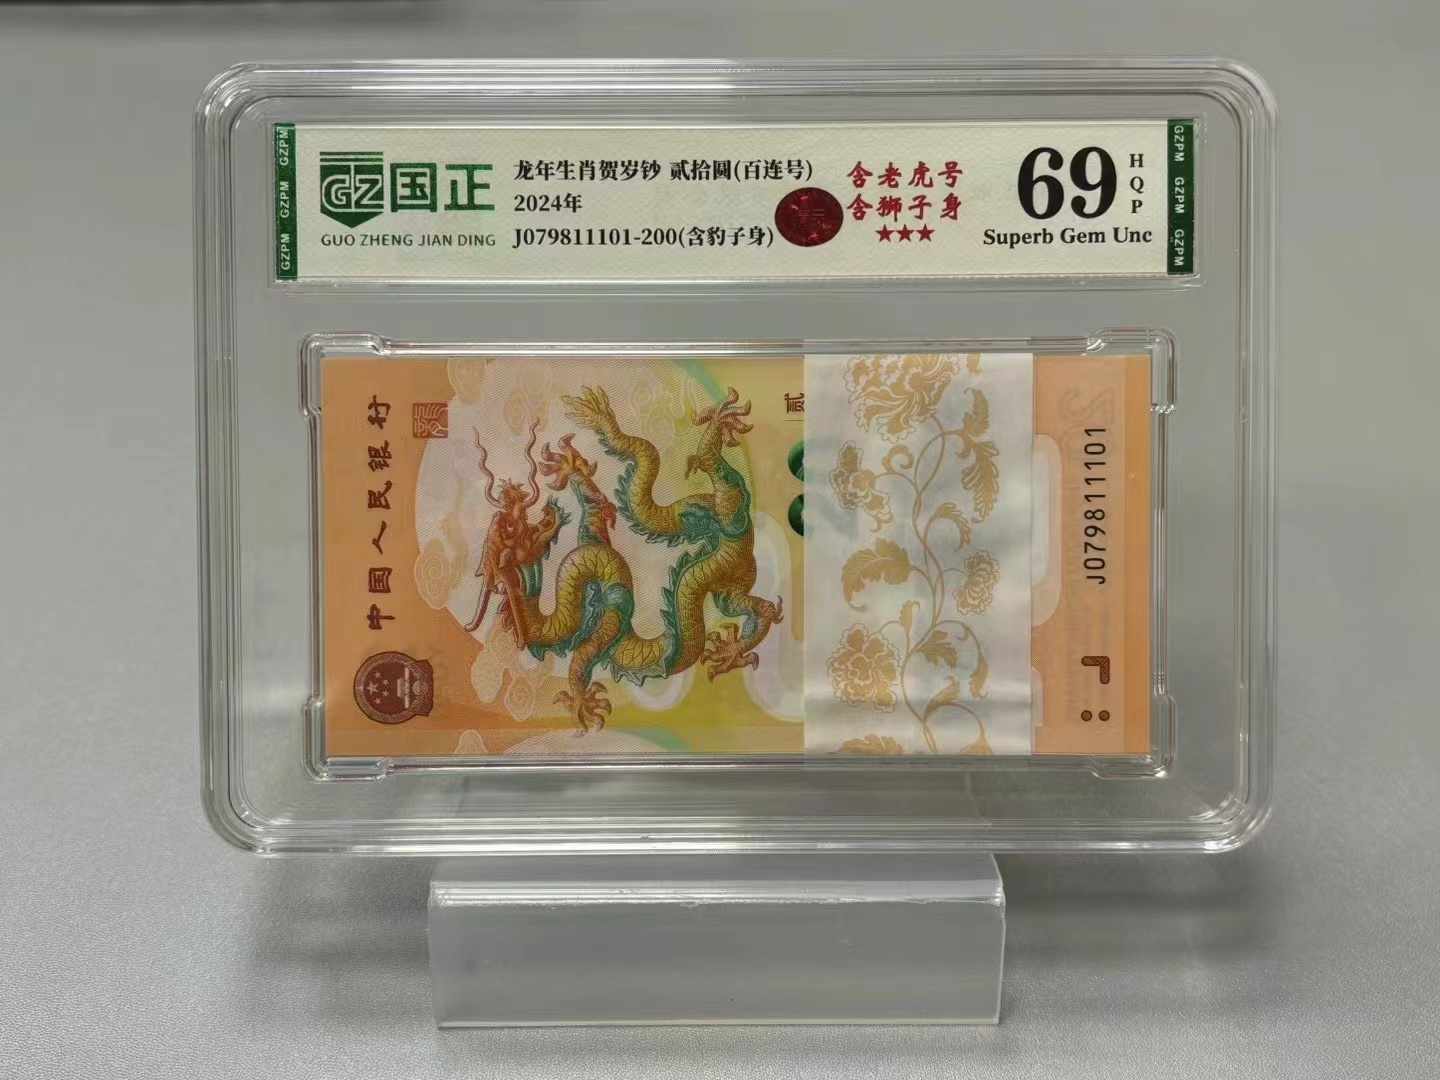 GZPM GZPM GZPM
GZ 国正
GUO ZHENG JIAN DING
龙年生肖贺岁钞 贰拾圆(百连号)
2024年
J079811101-200(含豹子身)
含老虎号
含狮子身
★★★
69
HQP
Superb Gem Unc
GZPM GZPM GZPM
中国人民银行
贰
J079811101